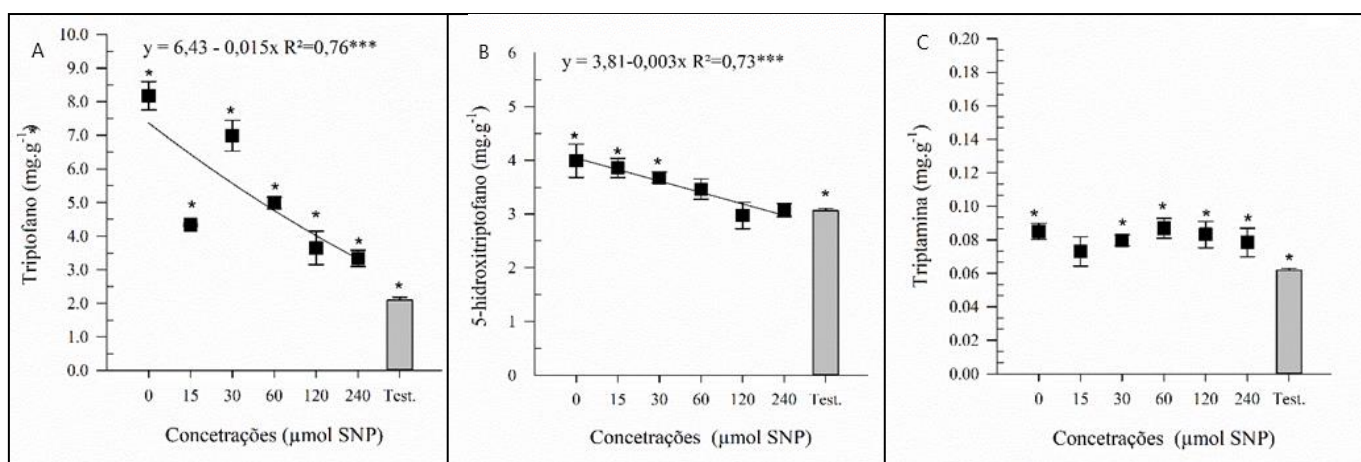 A
y = 6,43 - 0,015x R²=0,76***
Triptofano (mg.g⁻¹)
10.0
9.0
8.0
7.0
6.0
5.0
4.0
3.0
2.0
1.0
0.0
* * * * * * *
0 15 30 60 120 240 Test.
Concetrações (µmol SNP)
B
y = 3,81-0,003x R²=0,73***
5-hidroxitriptofano (mg.g⁻¹)
6
5
4
3
2
1
0
* * * *
0 15 30 60 120 240 Test.
Concetrações (µmol SNP)
C
Triptamina (mg.g⁻¹)
0.20
0.18
0.16
0.14
0.12
0.10
0.08
0.06
0.04
0.02
0.00
* * * * * *
0 15 30 60 120 240 Test.
Concetrações (µmol SNP)